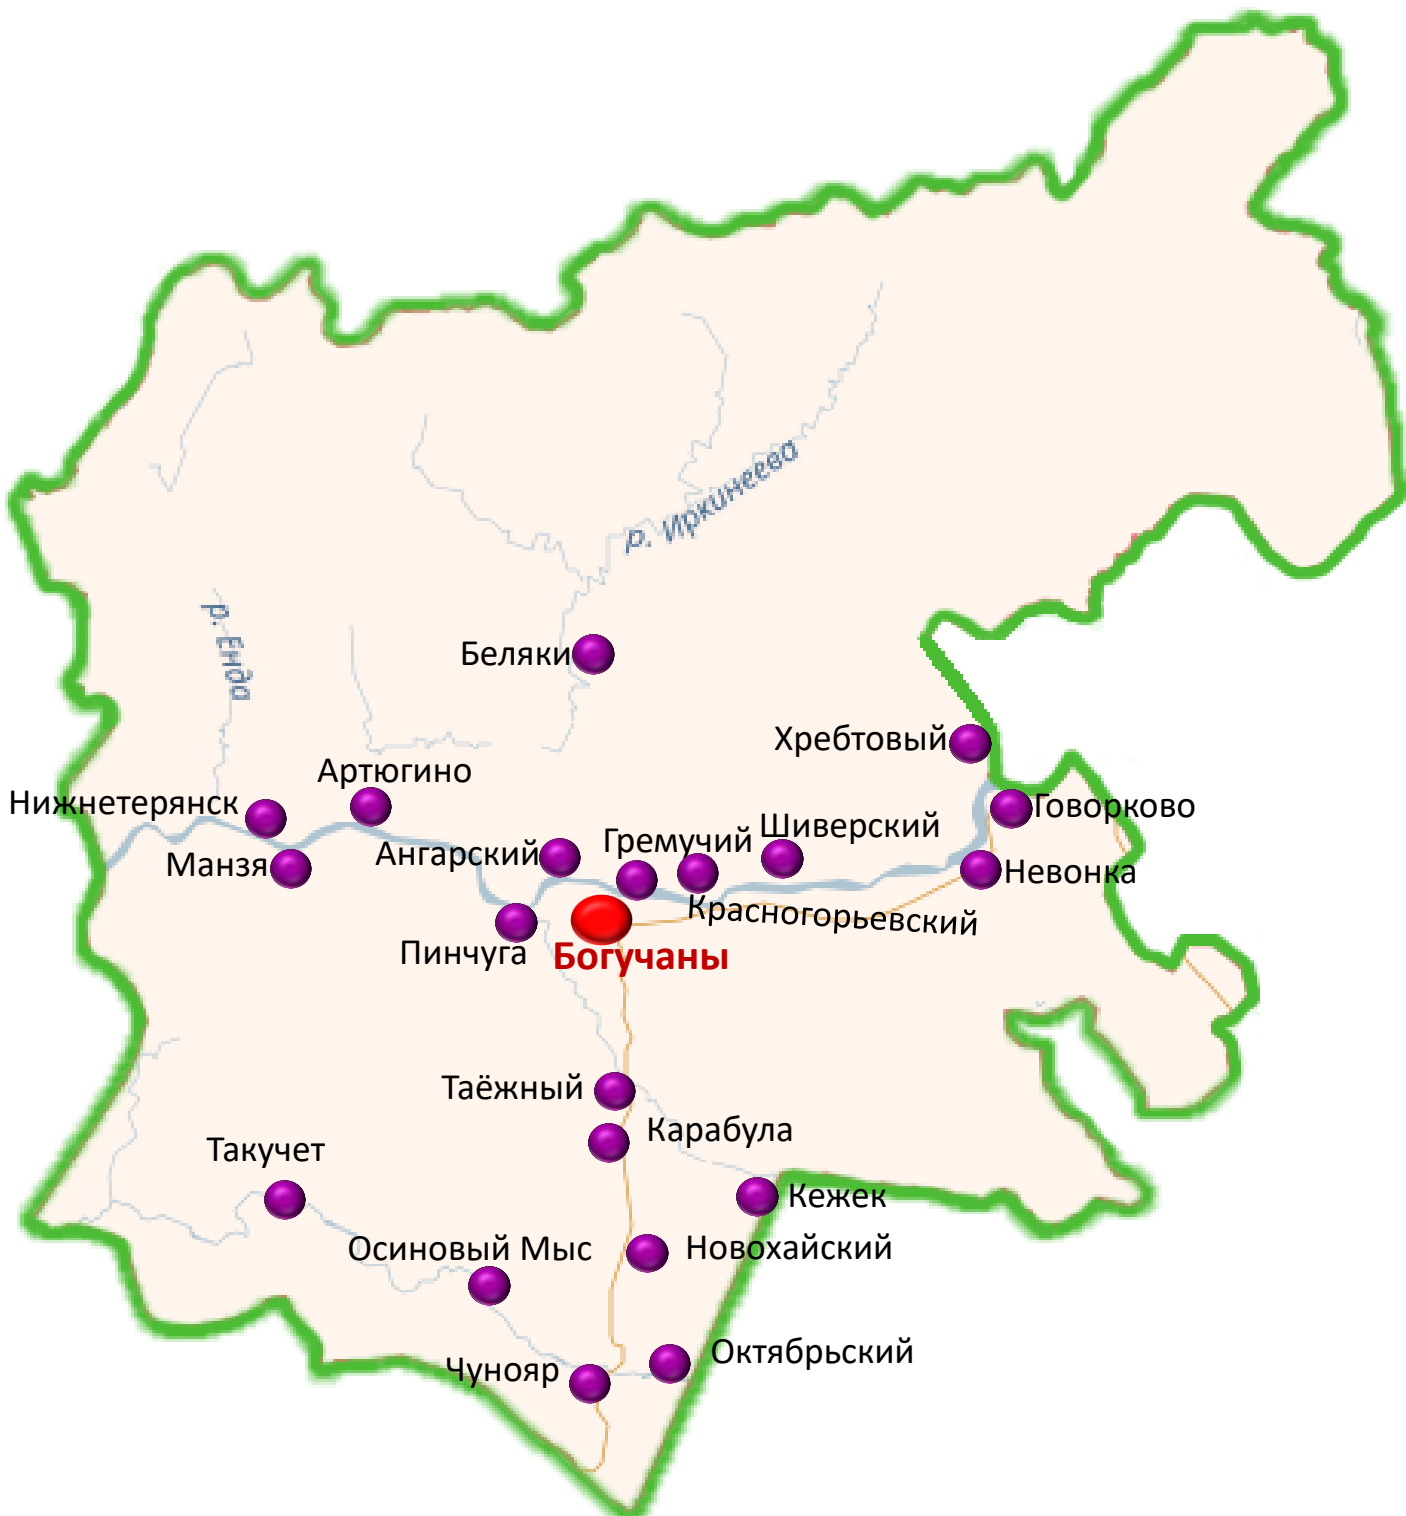 р. Иркинеева
р. Енда
Беляки
Хребтовый
Артюгино
Нижнетерянск
Говорково
Шиверский
Гремучий
Ангарский
Манзя
Невонка
Красногорьевский
Пинчуга
Богучаны
Таёжный
Карабула
Такучет
Кежек
Осиновый Мыс
Новохайский
Октябрьский
Чунояр